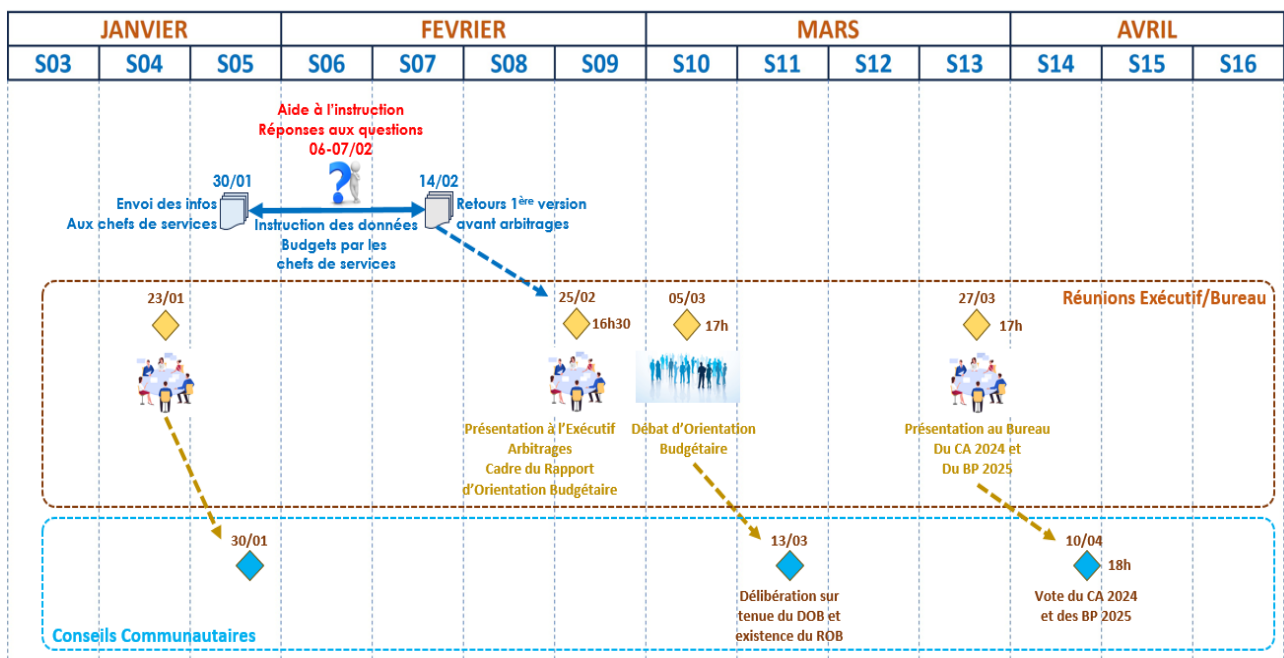 JANVIER FEVRIER MARS AVRIL
S03 S04 S05 S06 S07 S08 S09 S10 S11 S12 S13 S14 S15 S16
Aide à l'instruction
Réponses aux questions
06-07/02
30/01
14/02
Envoi des infos
Aux chefs de services
Retours 1ère version
avant arbitrages
Instruction des données
Budgets par les
chefs de services
Réunions Exécutif/Bureau
23/01
25/02
16h30
05/03
17h
27/03
17h
Présentation à l'Exécutif
Arbitrages
Cadre du Rapport
d'Orientation Budgétaire
Débat d'Orientation
Budgétaire
Présentation au Bureau
Du CA 2024 et
Du BP 2025
30/01
13/03
10/04
18h
Délibération sur
tenue du DOB et
existence du ROB
Vote du CA 2024
et des BP 2025
Conseils Communautaires